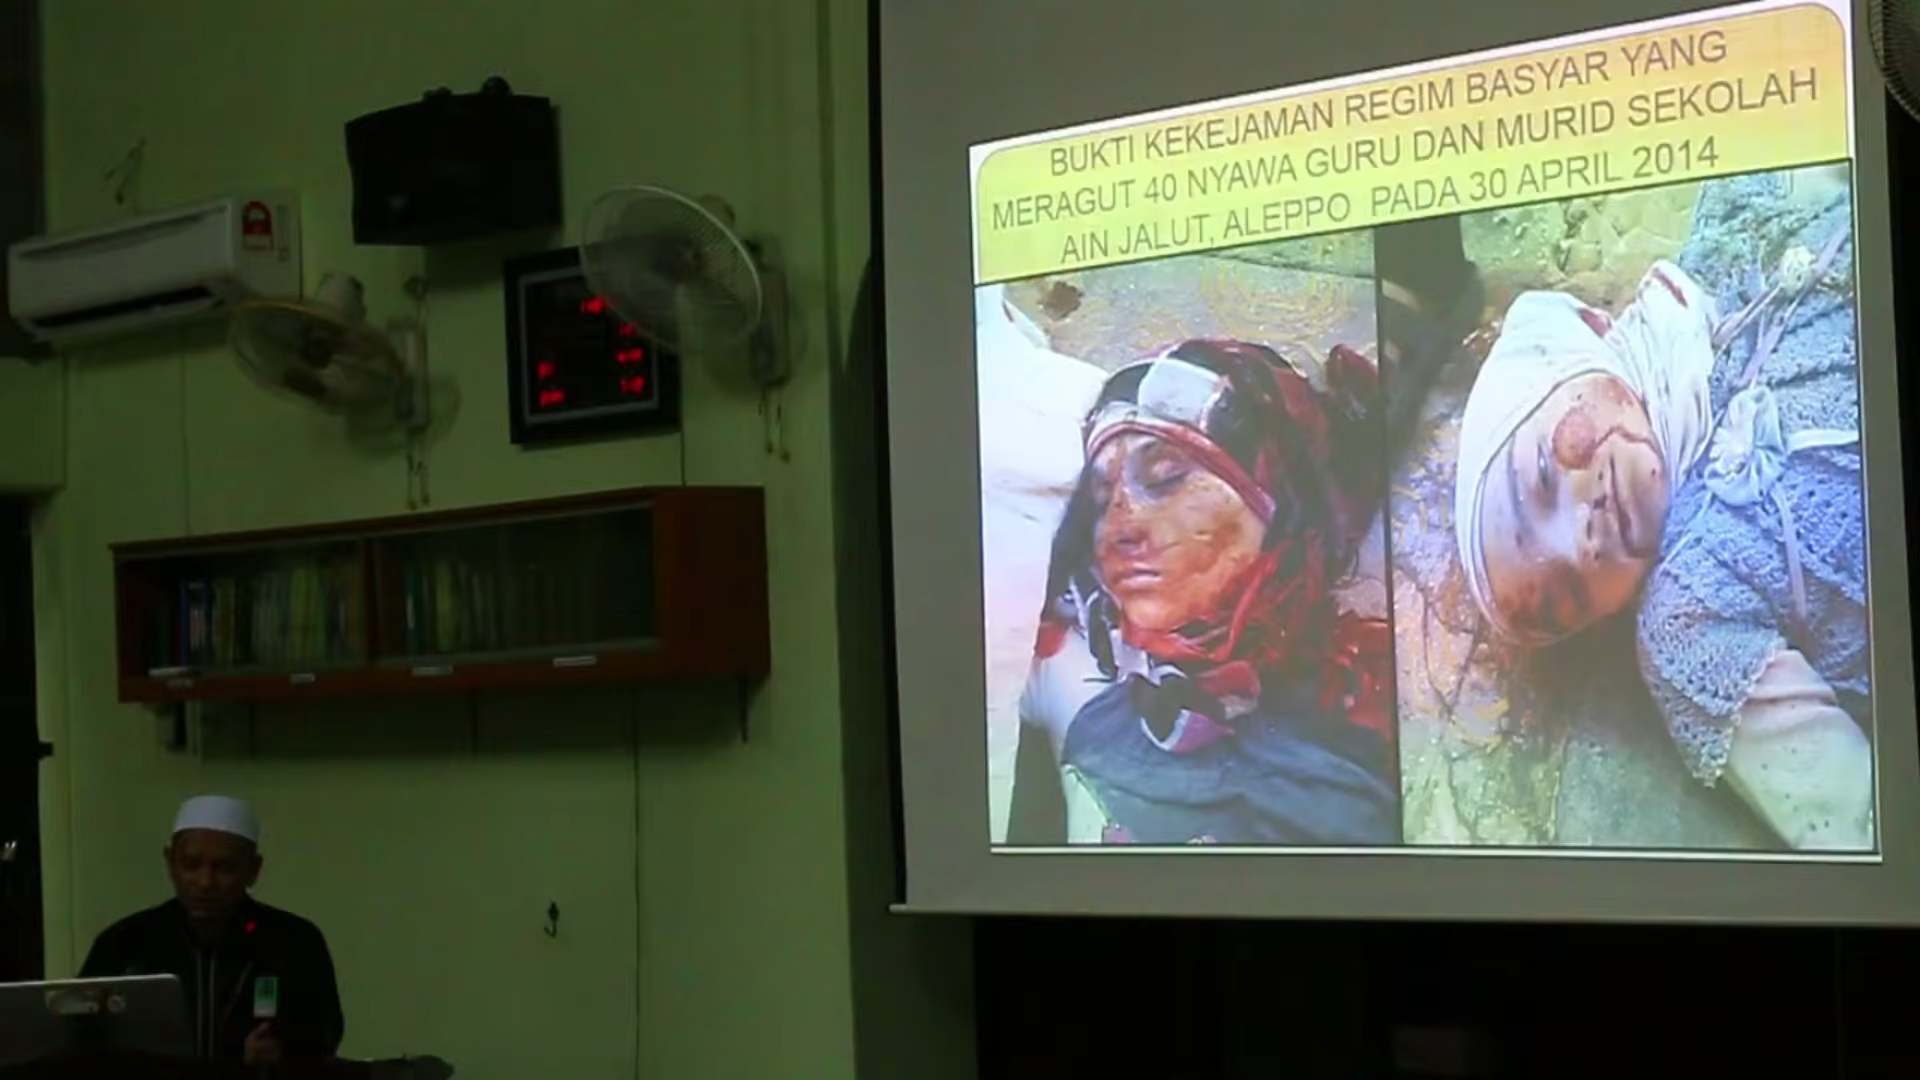 BUKTI KEKEJAMAN REGIM BASYAR YANG
MERAGUT 40 NYAWA GURU DAN MURID SEKOLAH
AIN JALUT, ALEPPO PADA 30 APRIL 2014